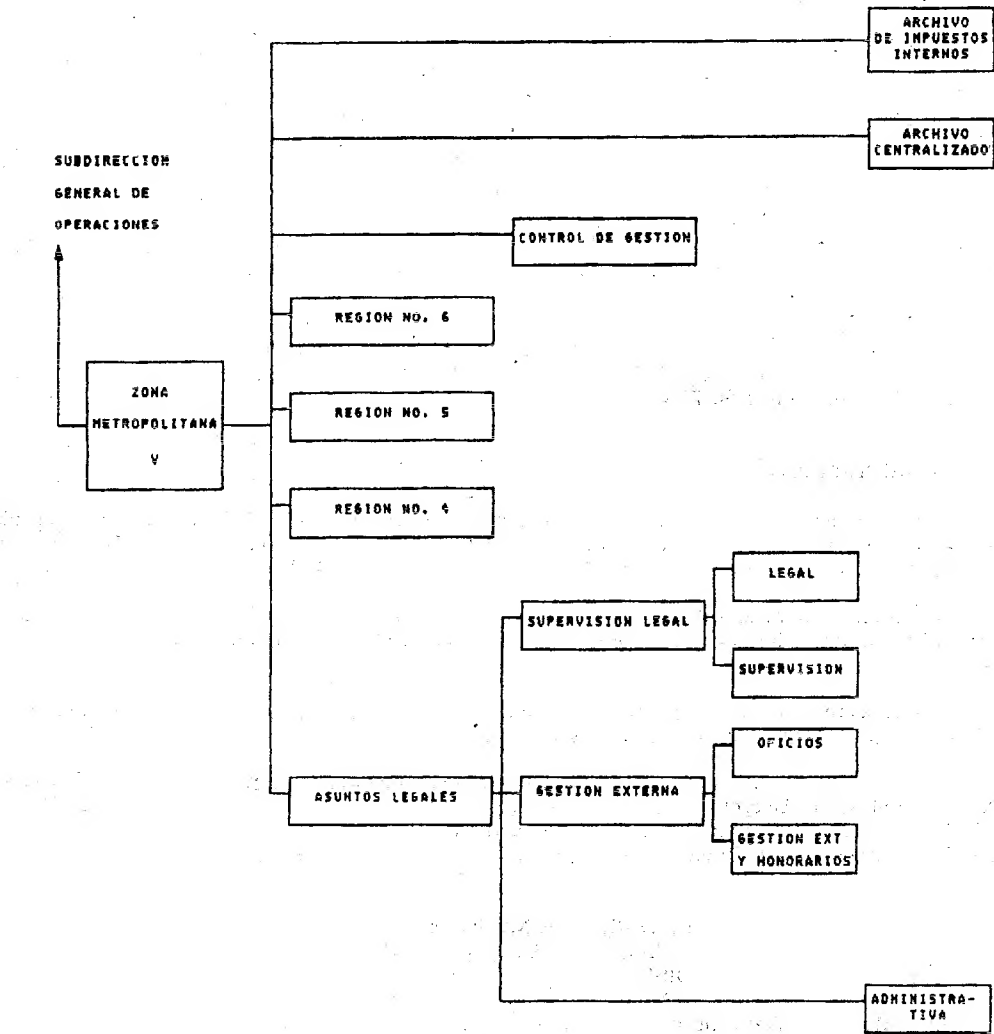 ARCHIVO
DE IMPUESTOS
INTERNOS
ARCHIVO
CENTRALIZADO
SUBDIRECCION
GENERAL DE
OPERACIONES
CONTROL DE GESTION
REGION NO. 6
ZONA
METROPOLITANA
V
REGION NO. 5
REGION NO. 4
LEGAL
SUPERVISION LEGAL
SUPERVISION
OFICIOS
ASUNTOS LEGALES
GESTION EXTERNA
GESTION EXT
Y HONORARIOS
ADMINISTRA-
TIVA